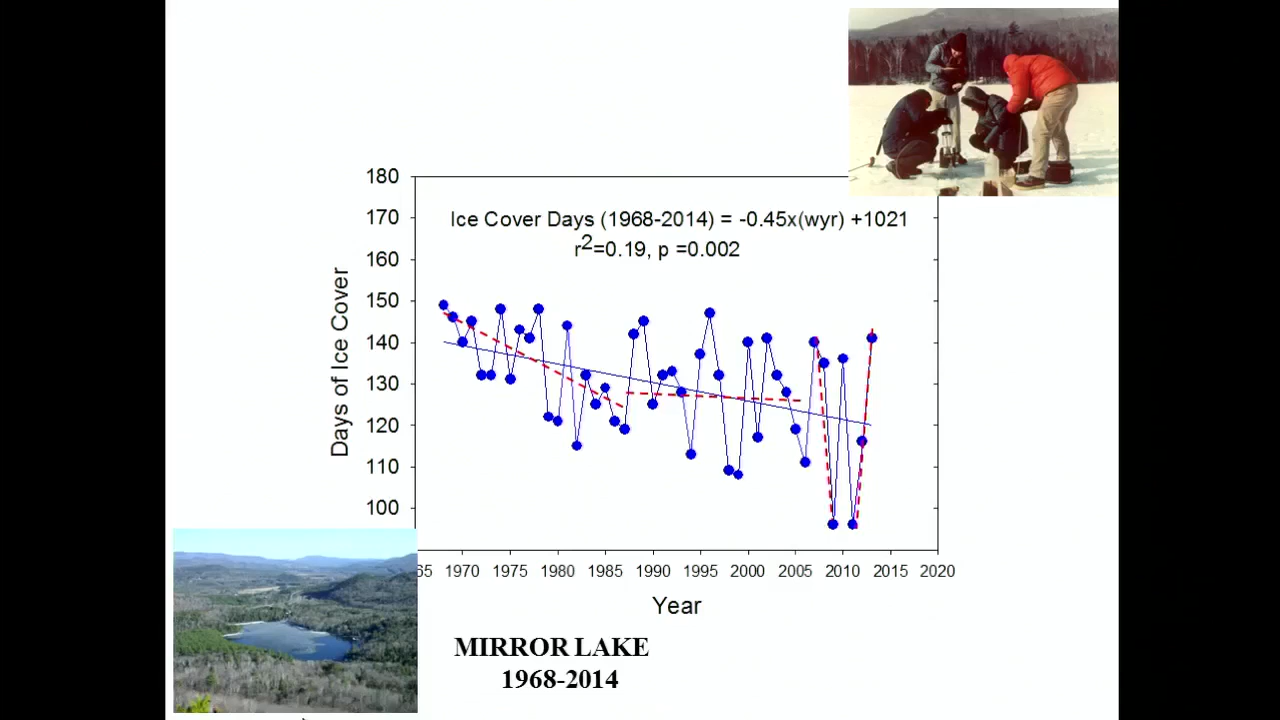 Ice Cover Days (1968-2014) = -0.45x(wyr) +1021
r2=0.19, p =0.002
Days of Ice Cover
180
170
160
150
140
130
120
110
100
65 1970 1975 1980 1985 1990 1995 2000 2005 2010 2015 2020
Year
MIRROR LAKE
1968-2014